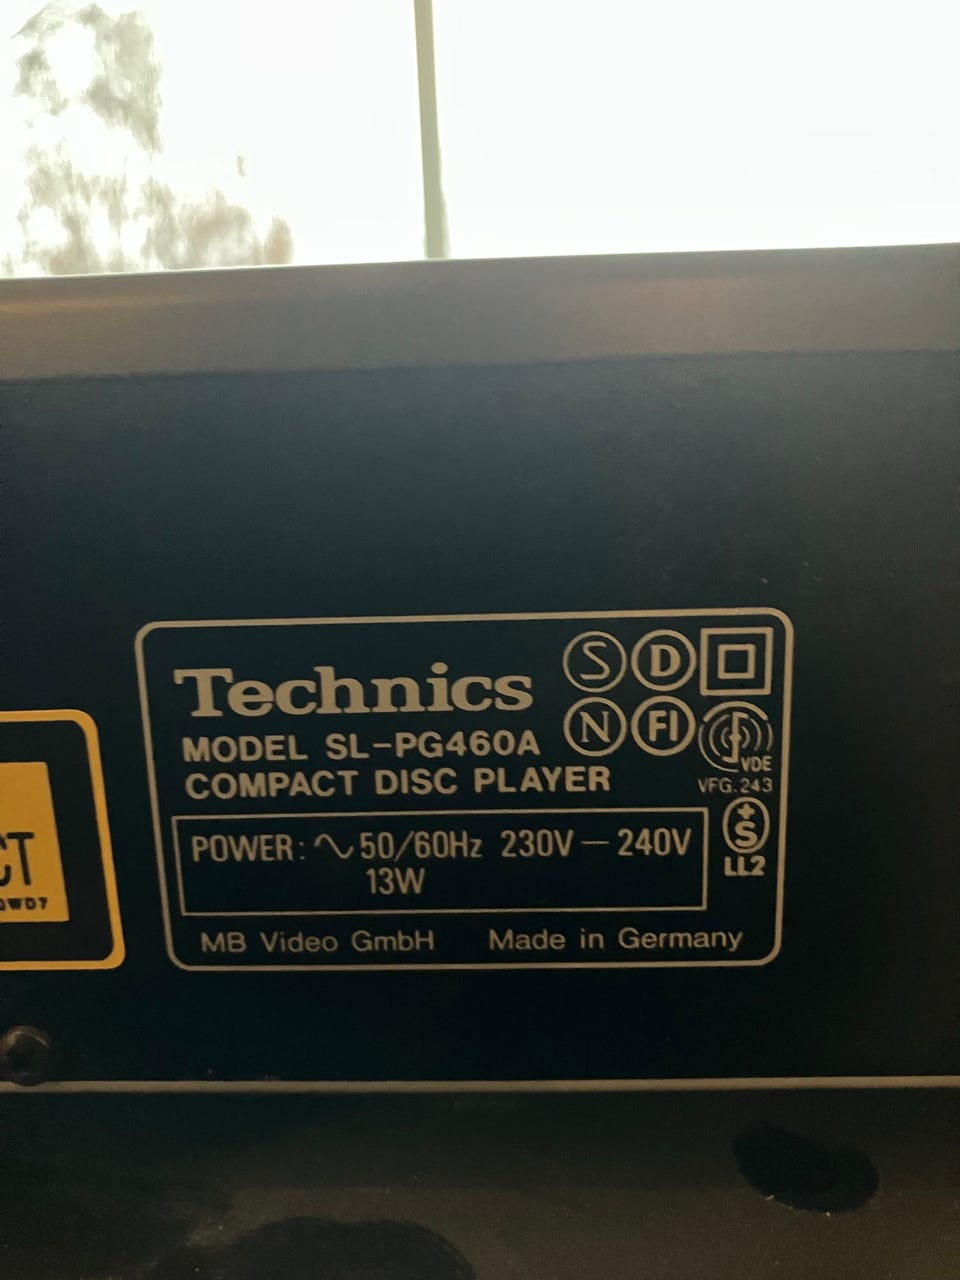 Technics
S D
MODEL SL-PG460A
N FI
COMPACT DISC PLAYER
VDE
VFG.243
POWER: ∿ 50/60Hz 230V — 240V
13W
+S
LL2
MB Video GmbH Made in Germany
CT